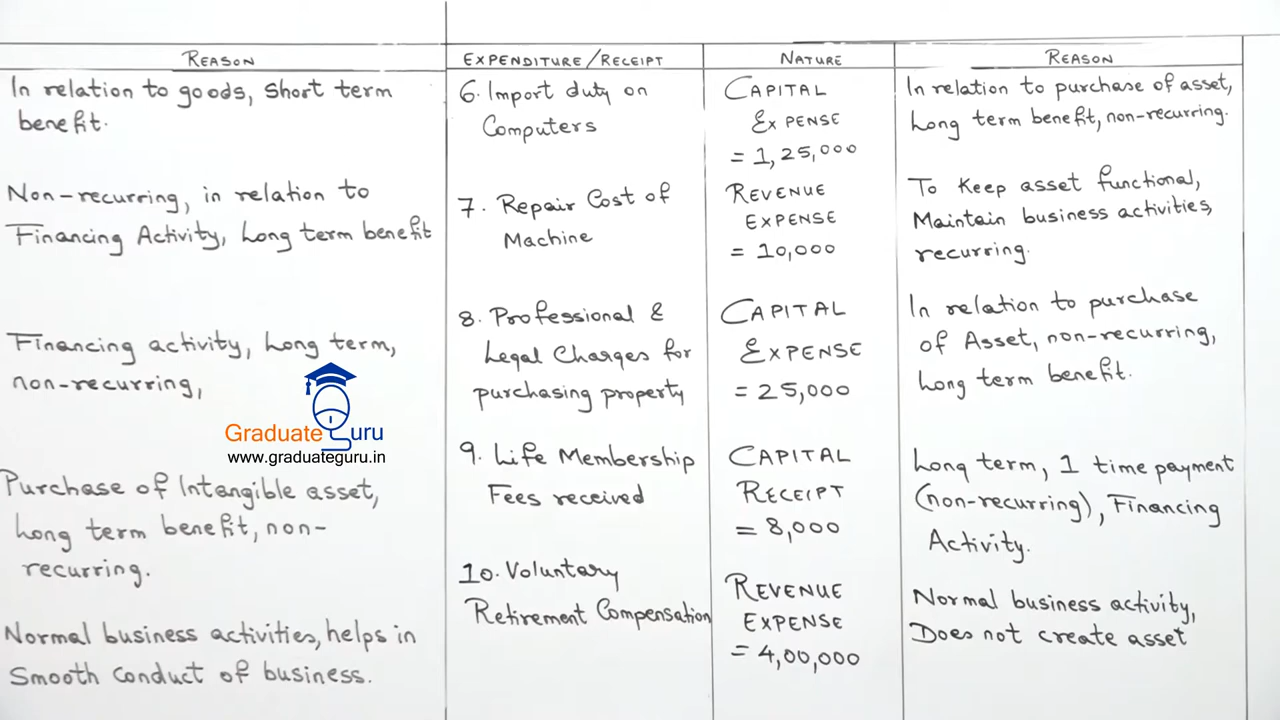 REASON
In relation to goods, short term
benefit.
Non-recurring, in relation to
Financing Activity, Long term benefit
Financing activity, Long term,
non-recurring,
Graduate Guru
www.graduateguru.in
Purchase of Intangible asset,
Long term benefit, non-
recurring.
Normal business activities, helps in
Smooth conduct of business.
EXPENDITURE/RECEIPT
NATURE
REASON
6. Import duty on
Computers
CAPITAL
EXPENSE
= 1,25,000
In relation to purchase of asset,
Long term benefit, non-recurring.
7. Repair Cost of
Machine
REVENUE
EXPENSE
= 10,000
To Keep asset functional,
Maintain business activities,
recurring.
8. Professional &
Legal Charges for
purchasing property
CAPITAL
EXPENSE
= 25,000
In relation to purchase
of Asset, non-recurring,
Long term benefit.
9. Life Membership
Fees received
CAPITAL
RECEIPT
= 8,000
Long term, 1 time payment
(non-recurring), Financing
Activity.
10. Voluntary
Retirement Compensation
REVENUE
EXPENSE
= 4,00,000
Normal business activity,
Does not create asset